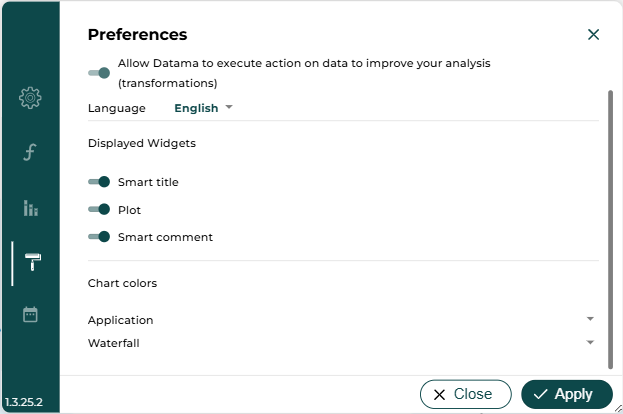 Preferences
Allow Datama to execute action on data to improve your analysis
(transformations)
Language English
Displayed Widgets
Smart title
Plot
Smart comment
Chart colors
Application
Waterfall
1.3.25.2
Close
Apply